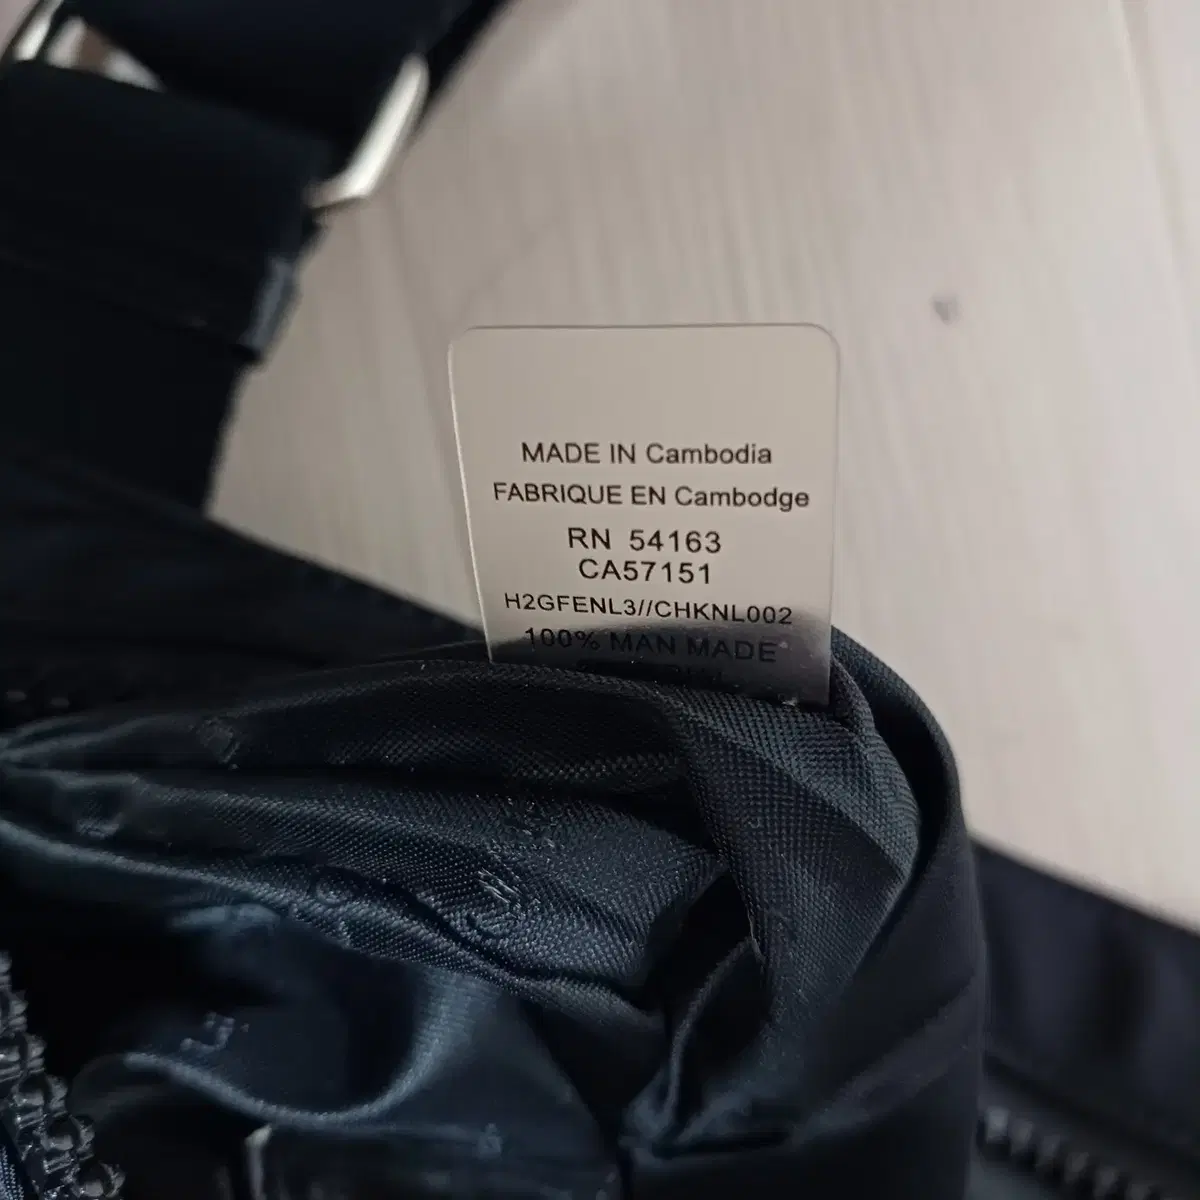 MADE IN Cambodia
FABRIQUE EN Cambodge
RN 54163
CA57151
H2GFENL3//CHKNL002
100% MAN MADE